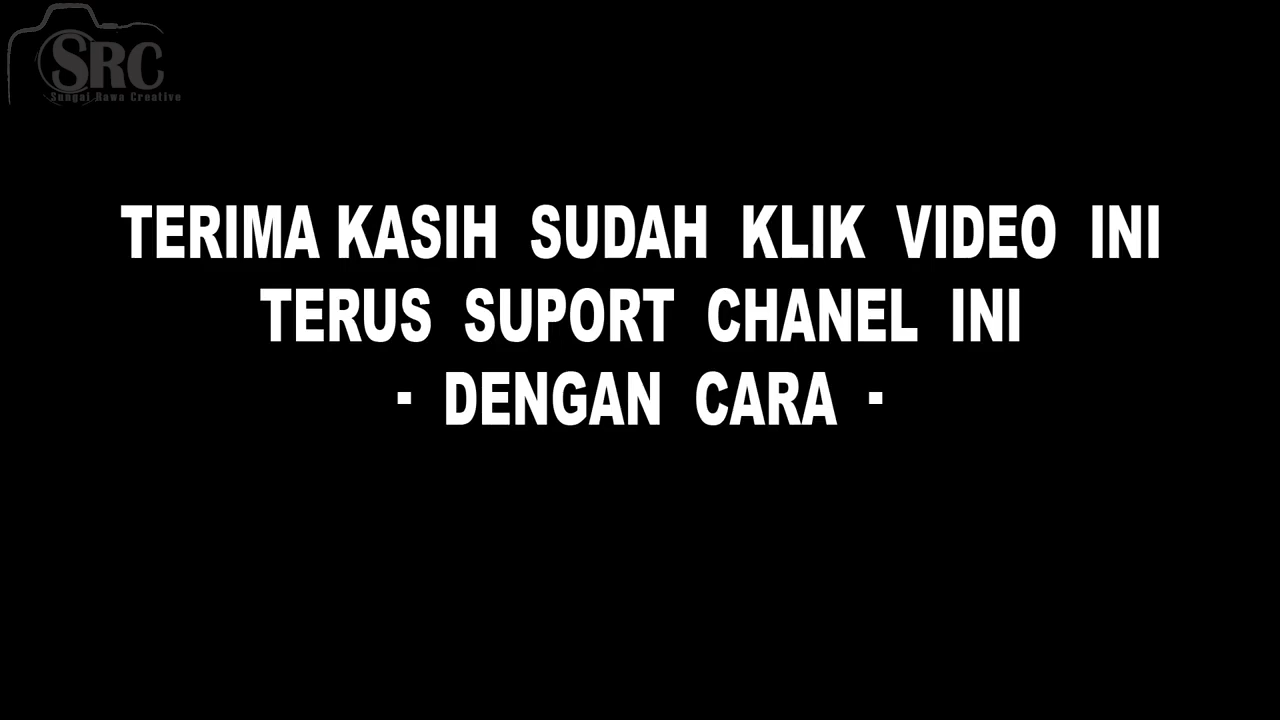 SRC
Sungai Rawa Creative
TERIMA KASIH SUDAH KLIK VIDEO INI
TERUS SUPORT CHANEL INI
- DENGAN CARA -